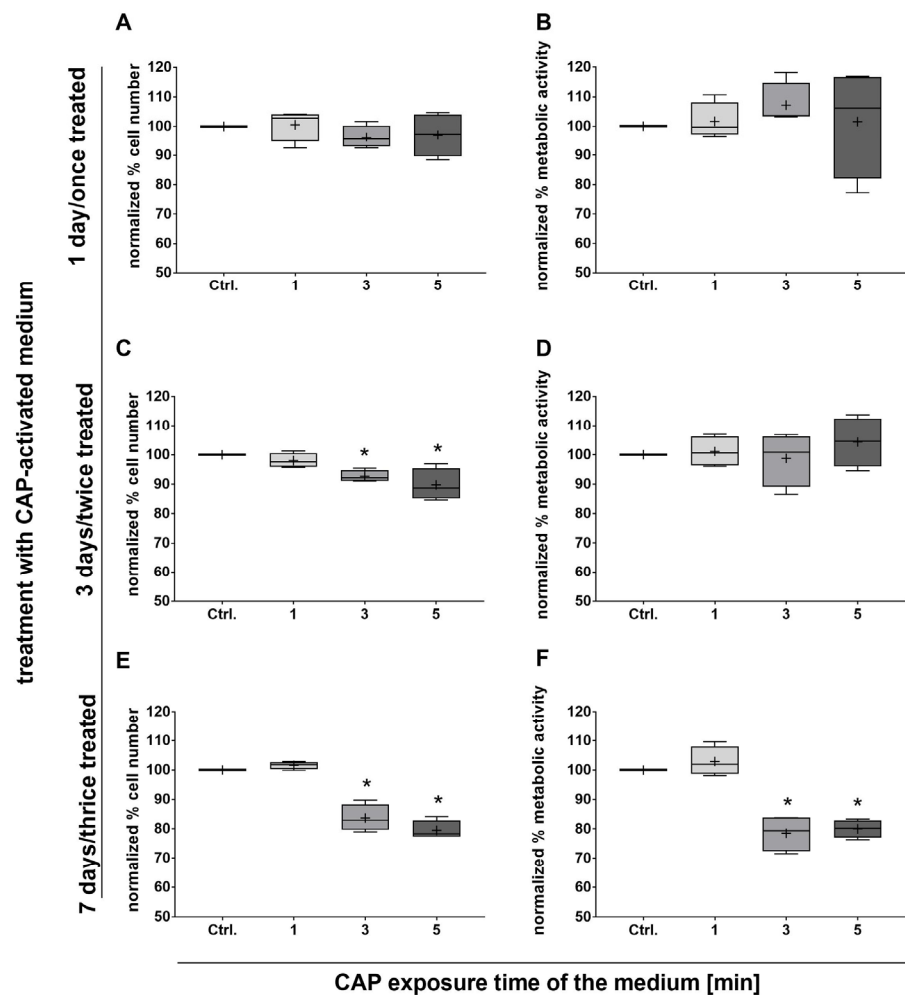 A
B
treatment with CAP-activated medium
1 day/once treated
normalized % cell number
120
110
100
90
80
70
60
50
Ctrl. 1 3 5
normalized % metabolic activity
120
110
100
90
80
70
60
50
Ctrl. 1 3 5
C
D
3 days/twice treated
normalized % cell number
120
110
100
90
80
70
60
50
* *
Ctrl. 1 3 5
normalized % metabolic activity
120
110
100
90
80
70
60
50
Ctrl. 1 3 5
E
F
7 days/thrice treated
normalized % cell number
120
110
100
90
80
70
60
50
* *
Ctrl. 1 3 5
normalized % metabolic activity
120
110
100
90
80
70
60
50
* *
Ctrl. 1 3 5
CAP exposure time of the medium [min]